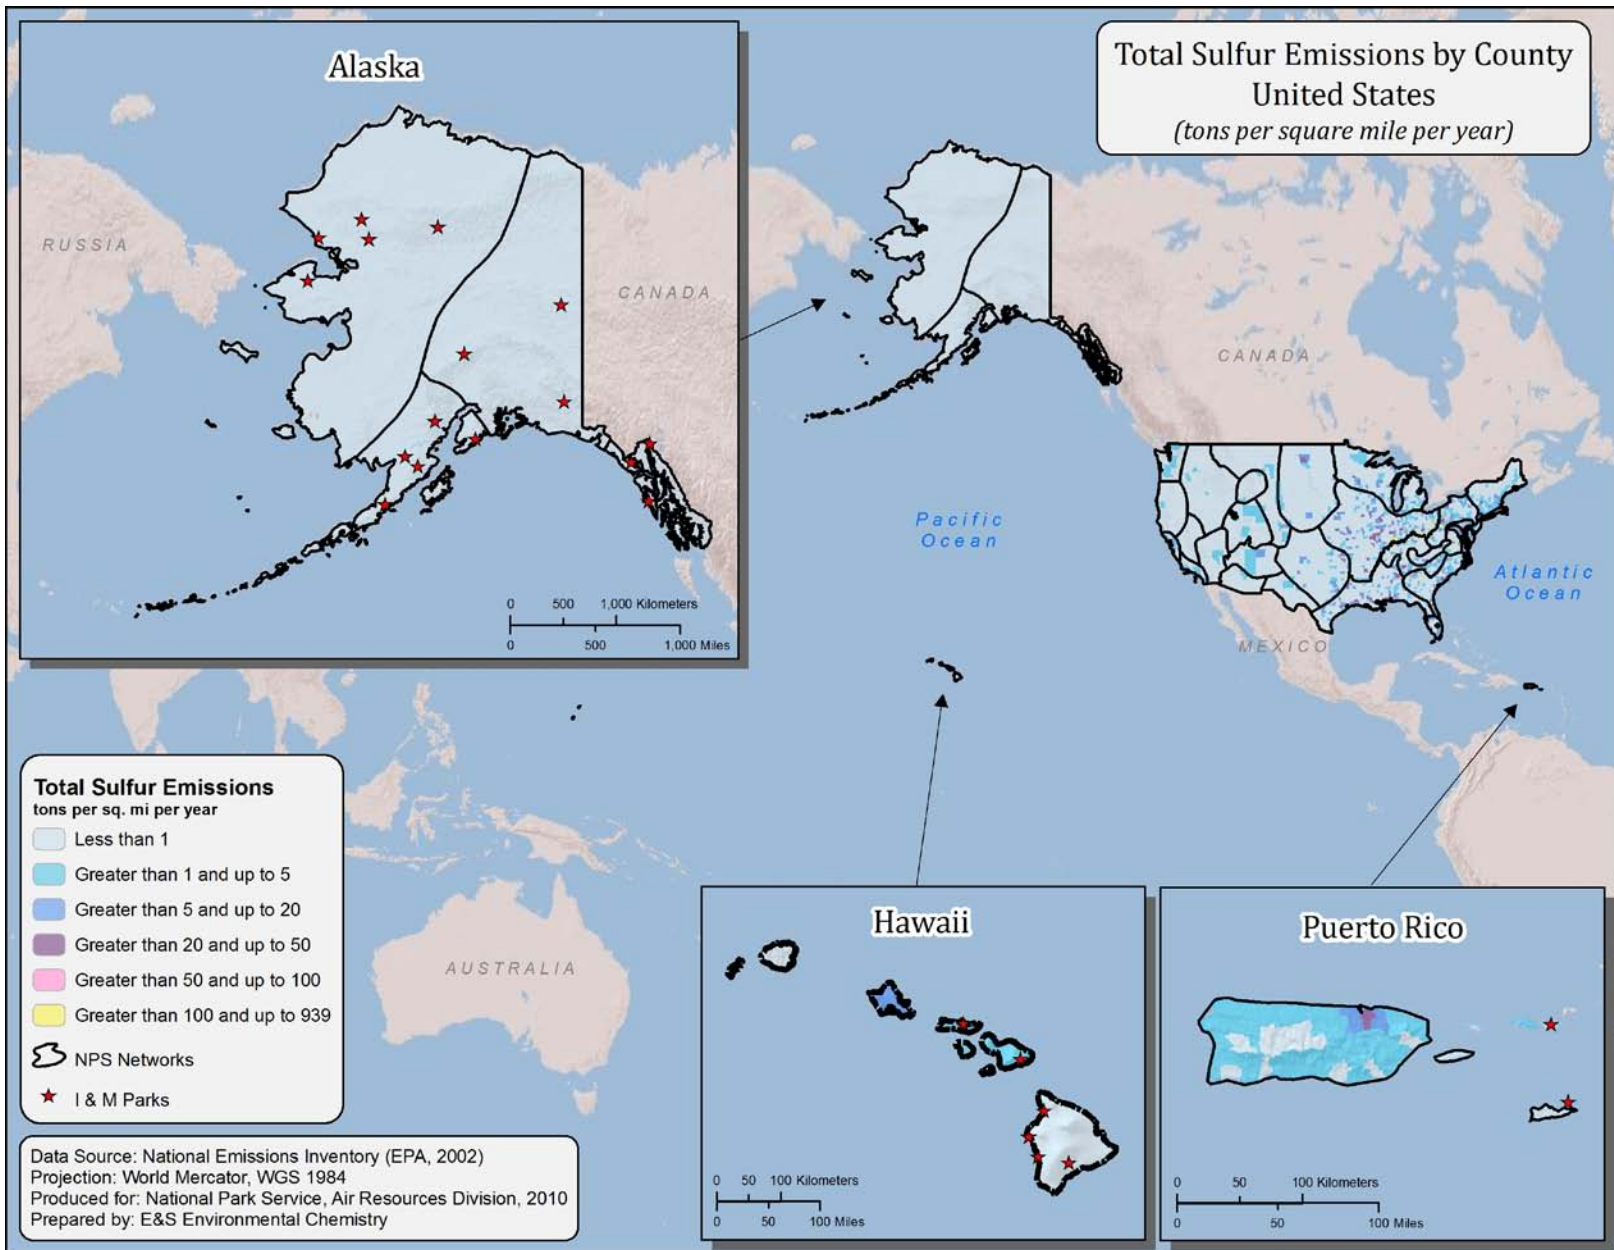 Total Sulfur Emissions by County
United States
(tons per square mile per year)
Alaska
RUSSIA
CANADA
0 500 1,000 Kilometers
0 500 1,000 Miles
CANADA
Pacific
Ocean
Atlantic
Ocean
MEXICO
AUSTRALIA
Total Sulfur Emissions
tons per sq. mi per year
Less than 1
Greater than 1 and up to 5
Greater than 5 and up to 20
Greater than 20 and up to 50
Greater than 50 and up to 100
Greater than 100 and up to 939
NPS Networks
I & M Parks
Data Source: National Emissions Inventory (EPA, 2002)
Projection: World Mercator, WGS 1984
Produced for: National Park Service, Air Resources Division, 2010
Prepared by: E&S Environmental Chemistry
Hawaii
0 50 100 Kilometers
0 50 100 Miles
Puerto Rico
0 50 100 Kilometers
0 50 100 Miles